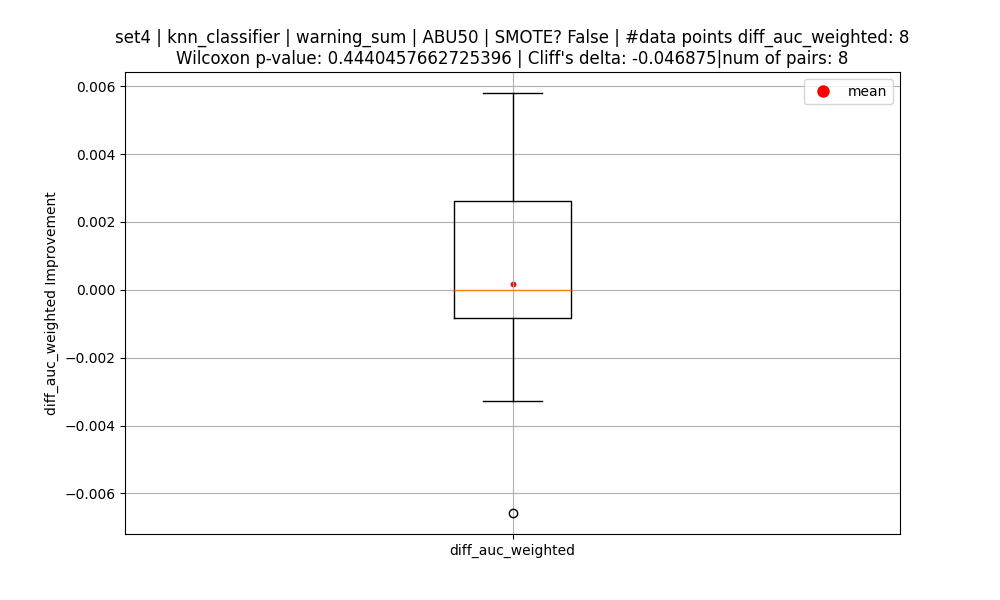 set4 | knn_classifier | warning_sum | ABU50 | SMOTE? False | #data points diff_auc_weighted: 8
Wilcoxon p-value: 0.4440457662725396 | Cliff's delta: -0.046875|num of pairs: 8
mean
diff_auc_weighted Improvement
0.006
0.004
0.002
0.000
−0.002
−0.004
−0.006
diff_auc_weighted